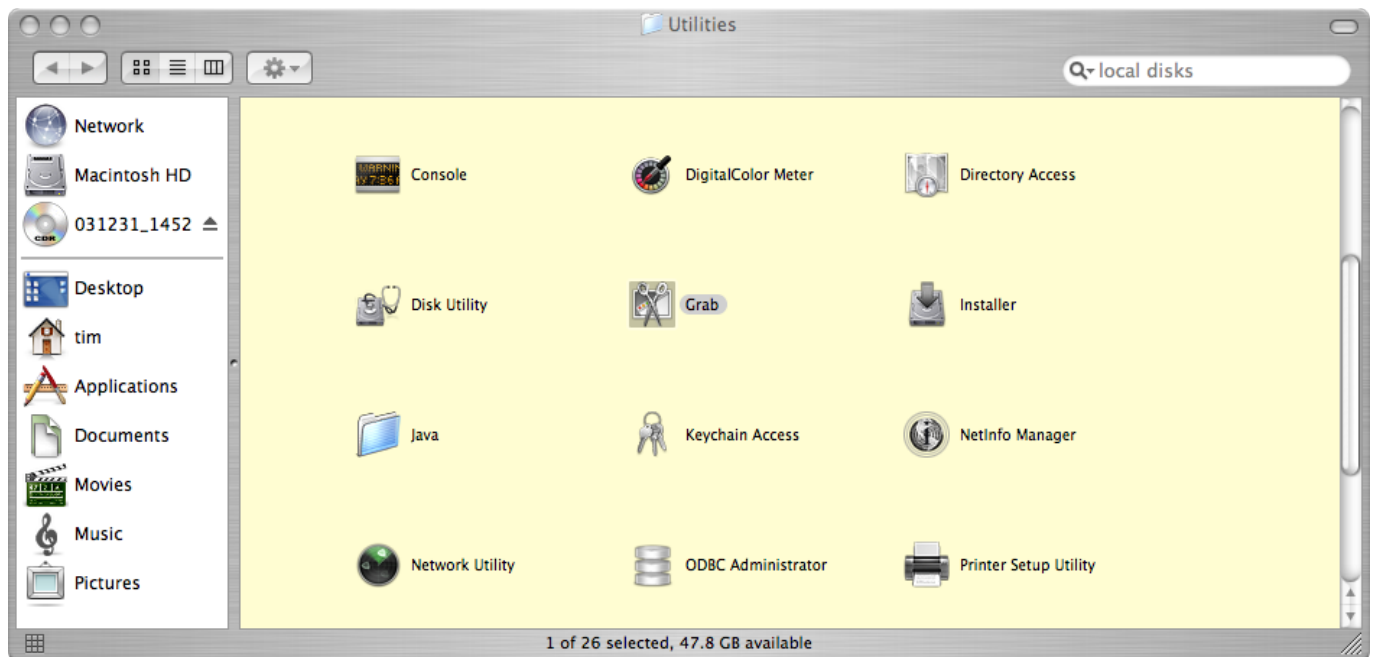 Utilities
local disks
Network
Macintosh HD
031231_1452
Desktop
tim
Applications
Documents
Movies
Music
Pictures
WARNIN
Console
DigitalColor Meter
Directory Access
Disk Utility
Grab
Installer
Java
Keychain Access
NetInfo Manager
Network Utility
ODBC Administrator
Printer Setup Utility
CDR
1 of 26 selected, 47.8 GB available